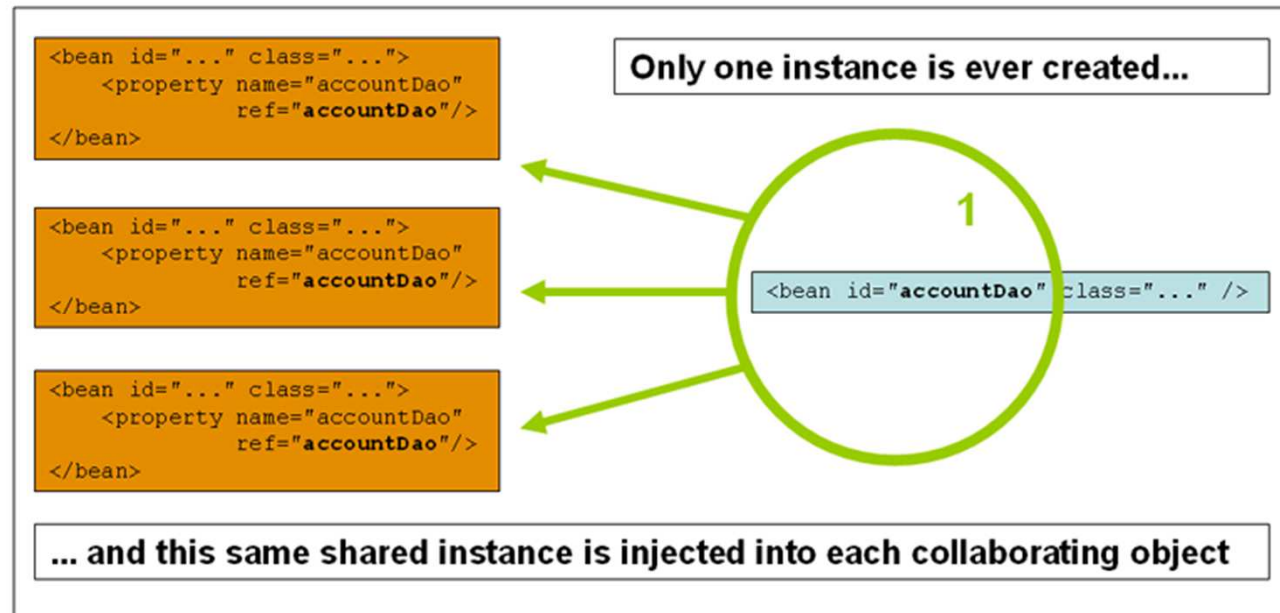 <bean id="..." class="...">
<property name="accountDao"
ref="accountDao"/>
</bean>
Only one instance is ever created...
1
<bean id="..." class="...">
<property name="accountDao"
ref="accountDao"/>
</bean>
<bean id="accountDao" class="..." />
<bean id="..." class="...">
<property name="accountDao"
ref="accountDao"/>
</bean>
... and this same shared instance is injected into each collaborating object